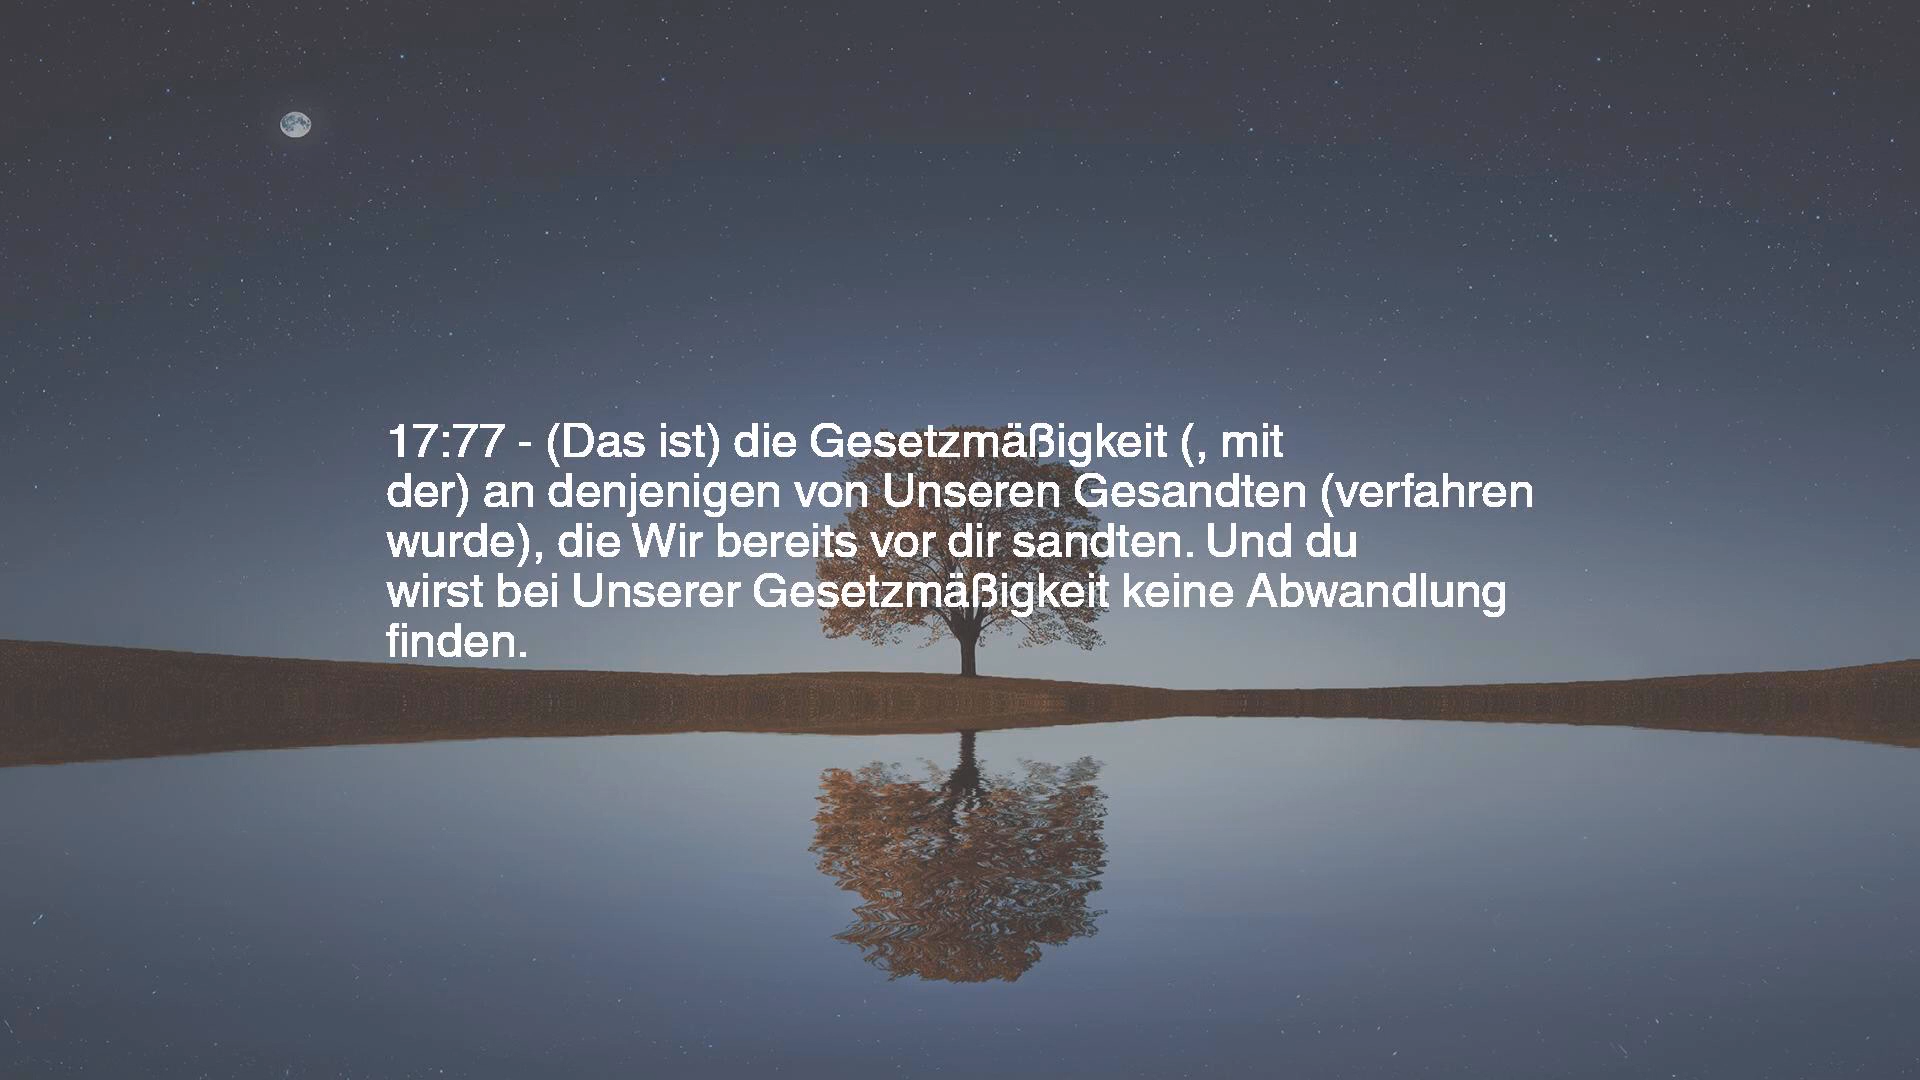 17:77 - (Das ist) die Gesetzmäßigkeit (, mit
der) an denjenigen von Unseren Gesandten (verfahren
wurde), die Wir bereits vor dir sandten. Und du
wirst bei Unserer Gesetzmäßigkeit keine Abwandlung
finden.